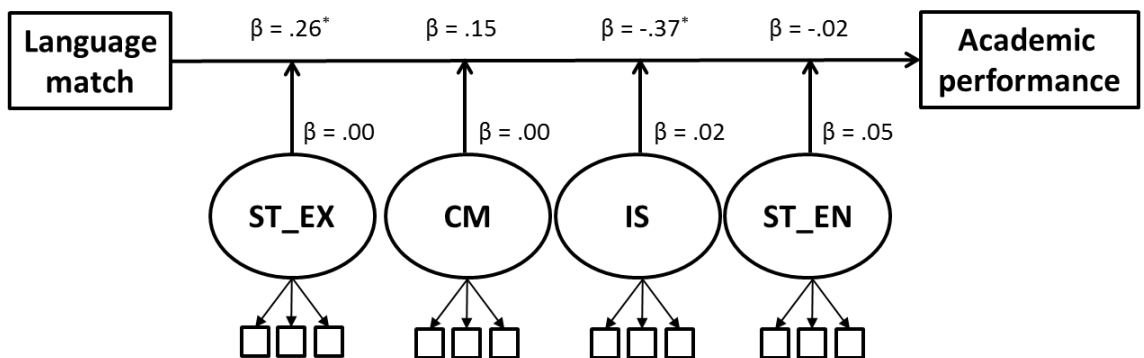 Language
match
β = .26*
β = .15
β = -.37*
β = -.02
Academic
performance
β = .00
β = .00
β = .02
β = .05
ST_EX
CM
IS
ST_EN